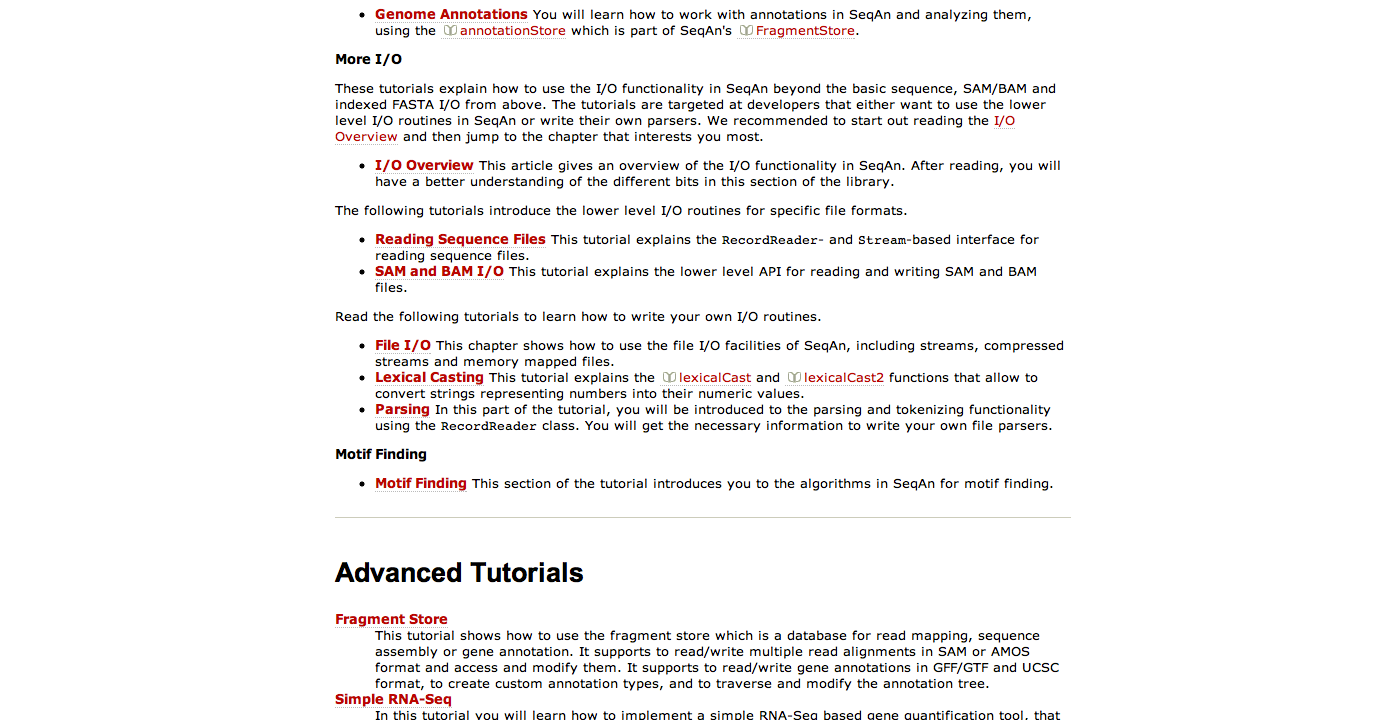 Genome Annotations You will learn how to work with annotations in SeqAn and analyzing them,
using the annotationStore which is part of SeqAn's FragmentStore.
More I/O
These tutorials explain how to use the I/O functionality in SeqAn beyond the basic sequence, SAM/BAM and
indexed FASTA I/O from above. The tutorials are targeted at developers that either want to use the lower
level I/O routines in SeqAn or write their own parsers. We recommended to start out reading the I/O
Overview and then jump to the chapter that interests you most.
I/O Overview This article gives an overview of the I/O functionality in SeqAn. After reading, you will
have a better understanding of the different bits in this section of the library.
The following tutorials introduce the lower level I/O routines for specific file formats.
Reading Sequence Files This tutorial explains the RecordReader- and Stream-based interface for
reading sequence files.
SAM and BAM I/O This tutorial explains the lower level API for reading and writing SAM and BAM
files.
Read the following tutorials to learn how to write your own I/O routines.
File I/O This chapter shows how to use the file I/O facilities of SeqAn, including streams, compressed
streams and memory mapped files.
Lexical Casting This tutorial explains the lexicalCast and lexicalCast2 functions that allow to
convert strings representing numbers into their numeric values.
Parsing In this part of the tutorial, you will be introduced to the parsing and tokenizing functionality
using the RecordReader class. You will get the necessary information to write your own file parsers.
Motif Finding
Motif Finding This section of the tutorial introduces you to the algorithms in SeqAn for motif finding.
Advanced Tutorials
Fragment Store
This tutorial shows how to use the fragment store which is a database for read mapping, sequence
assembly or gene annotation. It supports to read/write multiple read alignments in SAM or AMOS
format and access and modify them. It supports to read/write gene annotations in GFF/GTF and UCSC
format, to create custom annotation types, and to traverse and modify the annotation tree.
Simple RNA-Seq
In this tutorial you will learn how to implement a simple RNA-Seq based gene quantification tool, that